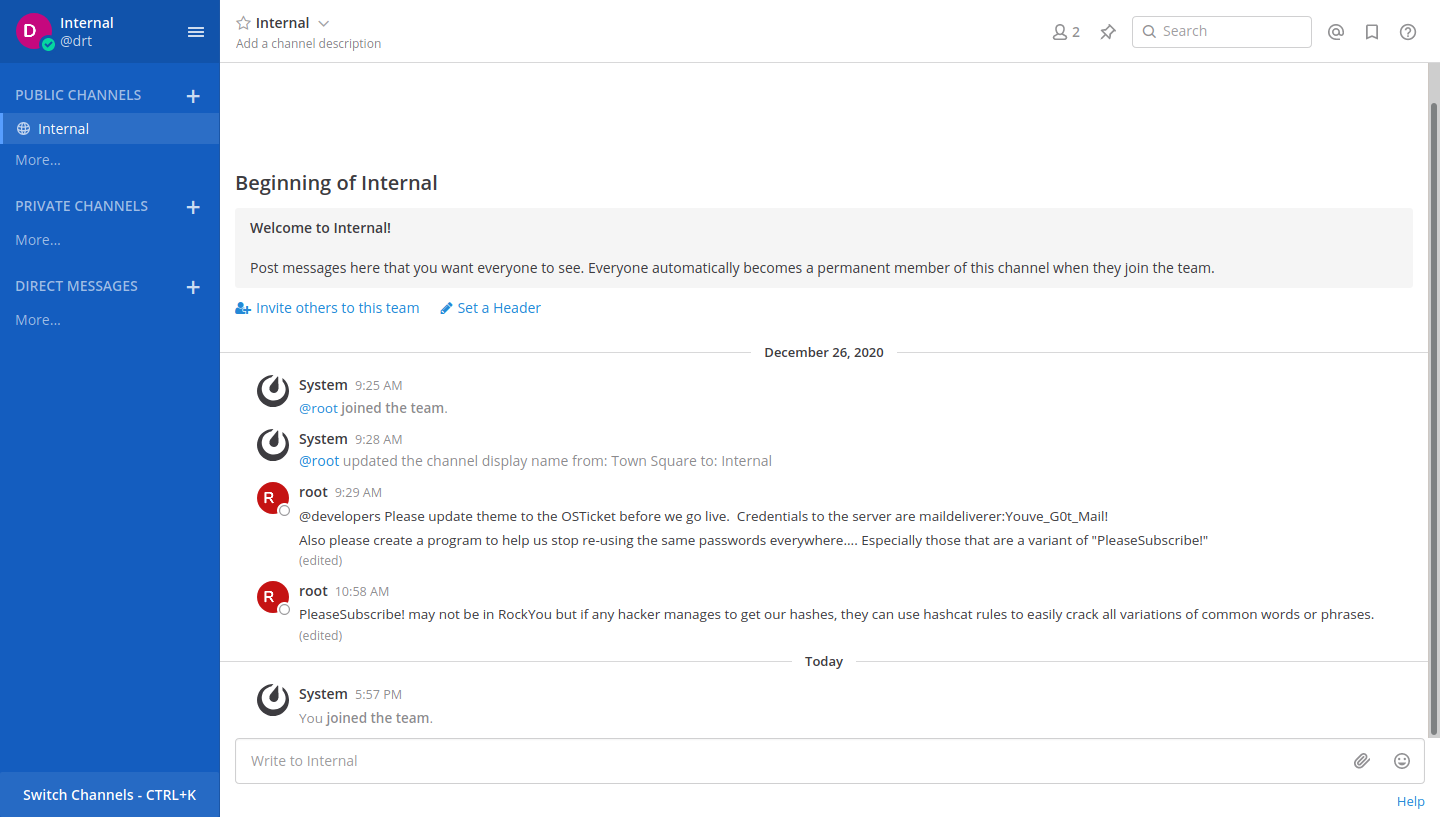 D
Internal
@drt
PUBLIC CHANNELS +
Internal
More...
PRIVATE CHANNELS +
More...
DIRECT MESSAGES +
More...
Switch Channels - CTRL+K
Internal
Add a channel description
2
Search
Beginning of Internal
Welcome to Internal!
Post messages here that you want everyone to see. Everyone automatically becomes a permanent member of this channel when they join the team.
Invite others to this team Set a Header
December 26, 2020
System 9:25 AM
@root joined the team.
System 9:28 AM
@root updated the channel display name from: Town Square to: Internal
R
root 9:29 AM
@developers Please update theme to the OSTicket before we go live.  Credentials to the server are maildeliverer:Youve_G0t_Mail!
Also please create a program to help us stop re-using the same passwords everywhere.... Especially those that are a variant of "PleaseSubscribe!"
(edited)
R
root 10:58 AM
PleaseSubscribe! may not be in RockYou but if any hacker manages to get our hashes, they can use hashcat rules to easily crack all variations of common words or phrases.
(edited)
Today
System 5:57 PM
You joined the team.
Write to Internal
Help